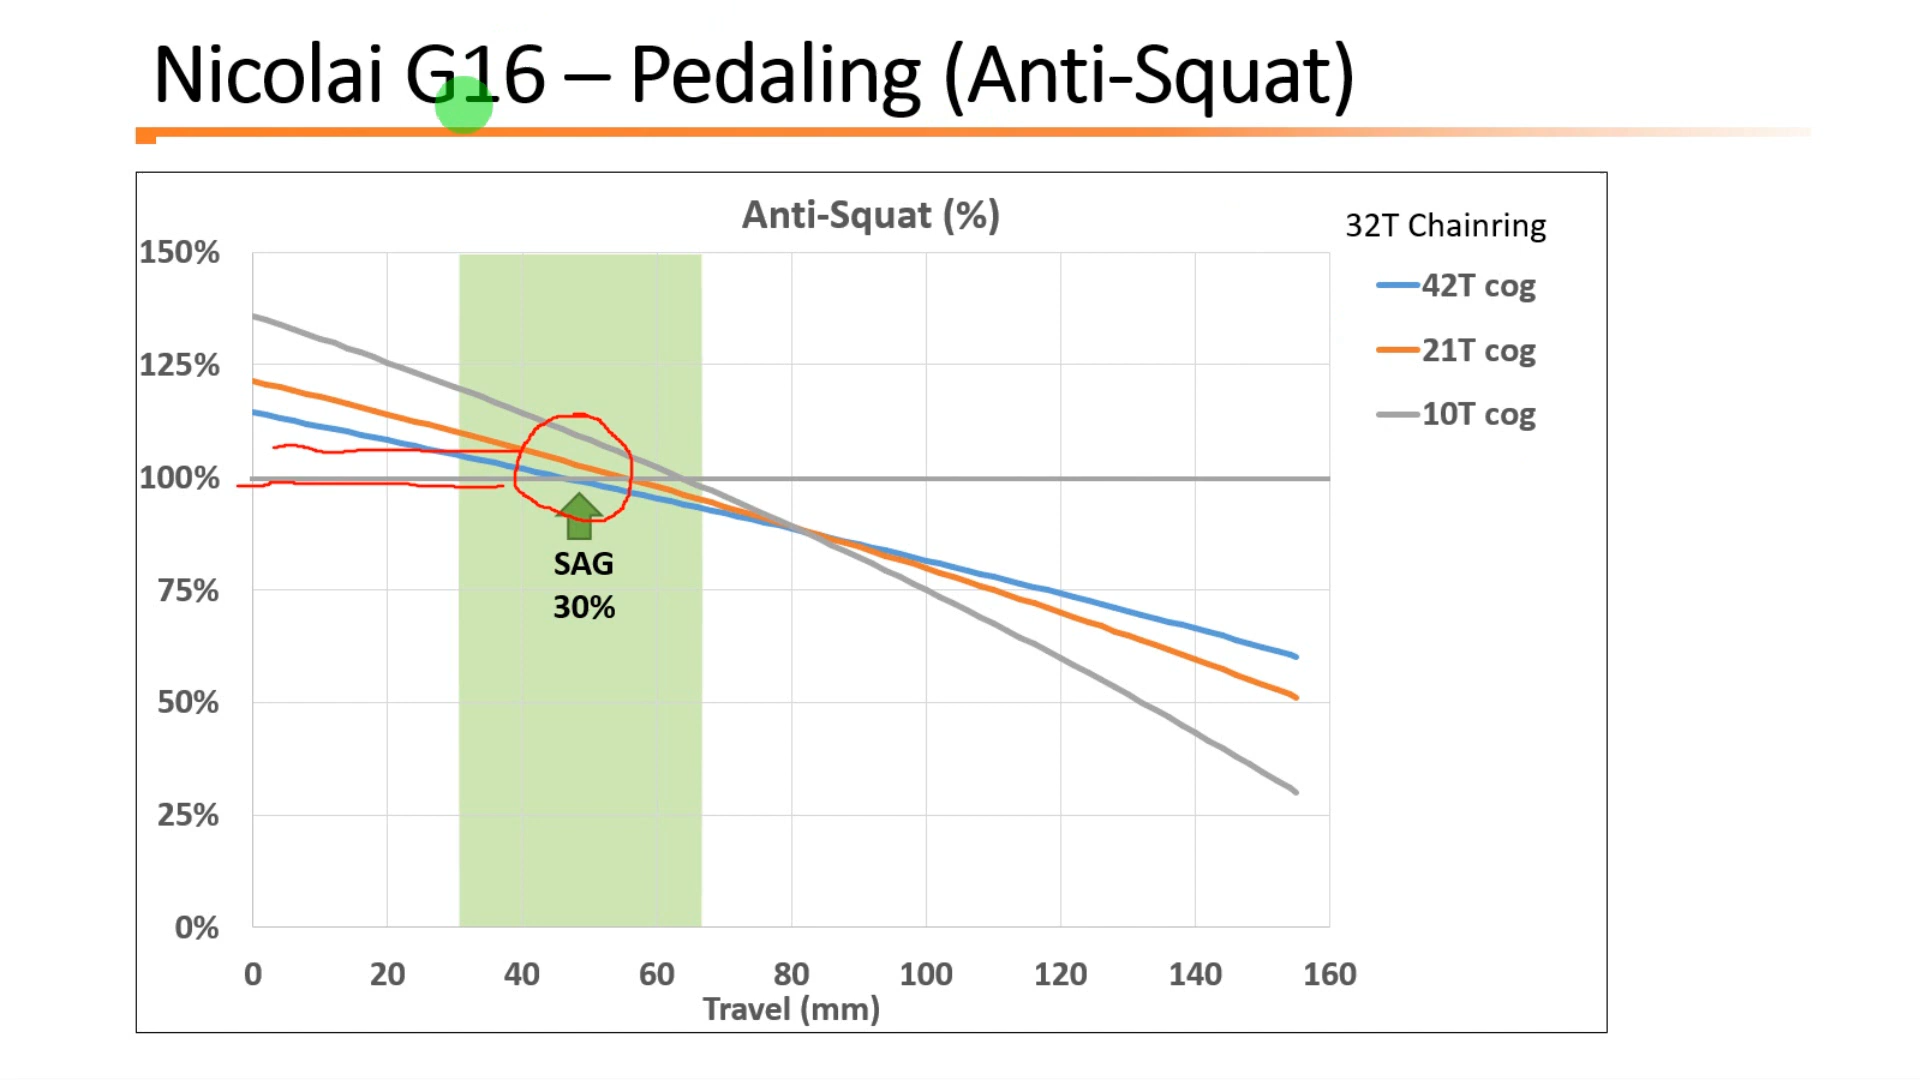 Nicolai G16 – Pedaling (Anti-Squat)
Anti-Squat (%)
32T Chainring
42T cog
21T cog
10T cog
150%
125%
100%
75%
50%
25%
0%
SAG
30%
0 20 40 60 80 100 120 140 160
Travel (mm)